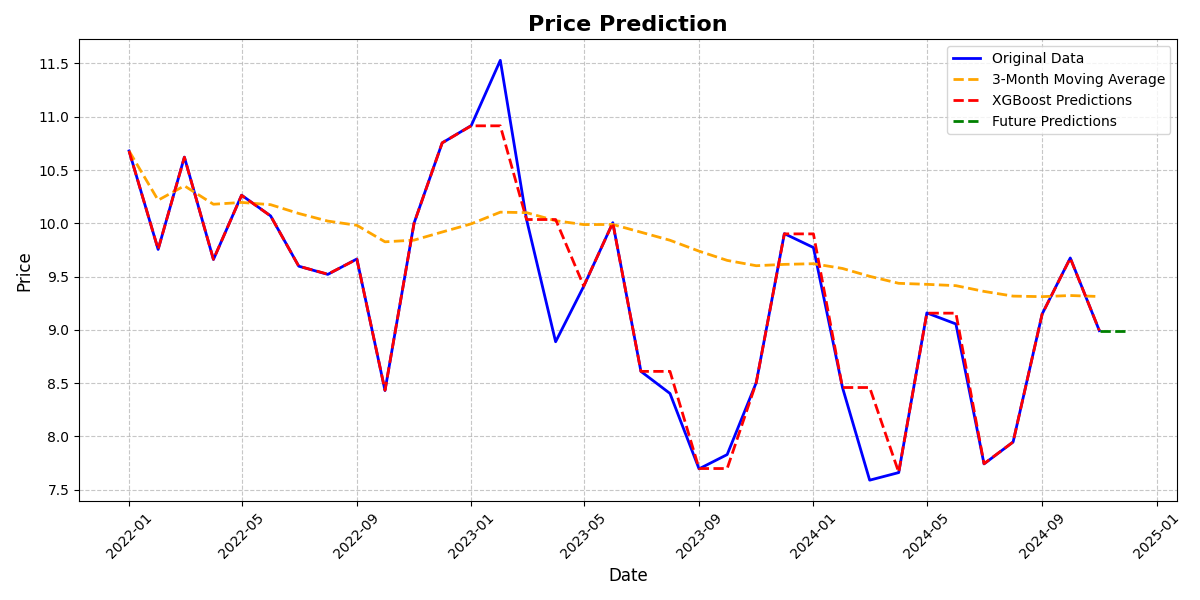 Price Prediction
Original Data
3-Month Moving Average
XGBoost Predictions
Future Predictions
Price
11.5
11.0
10.5
10.0
9.5
9.0
8.5
8.0
7.5
2022-01
2022-05
2022-09
2023-01
2023-05
2023-09
2024-01
2024-05
2024-09
2025-01
Date